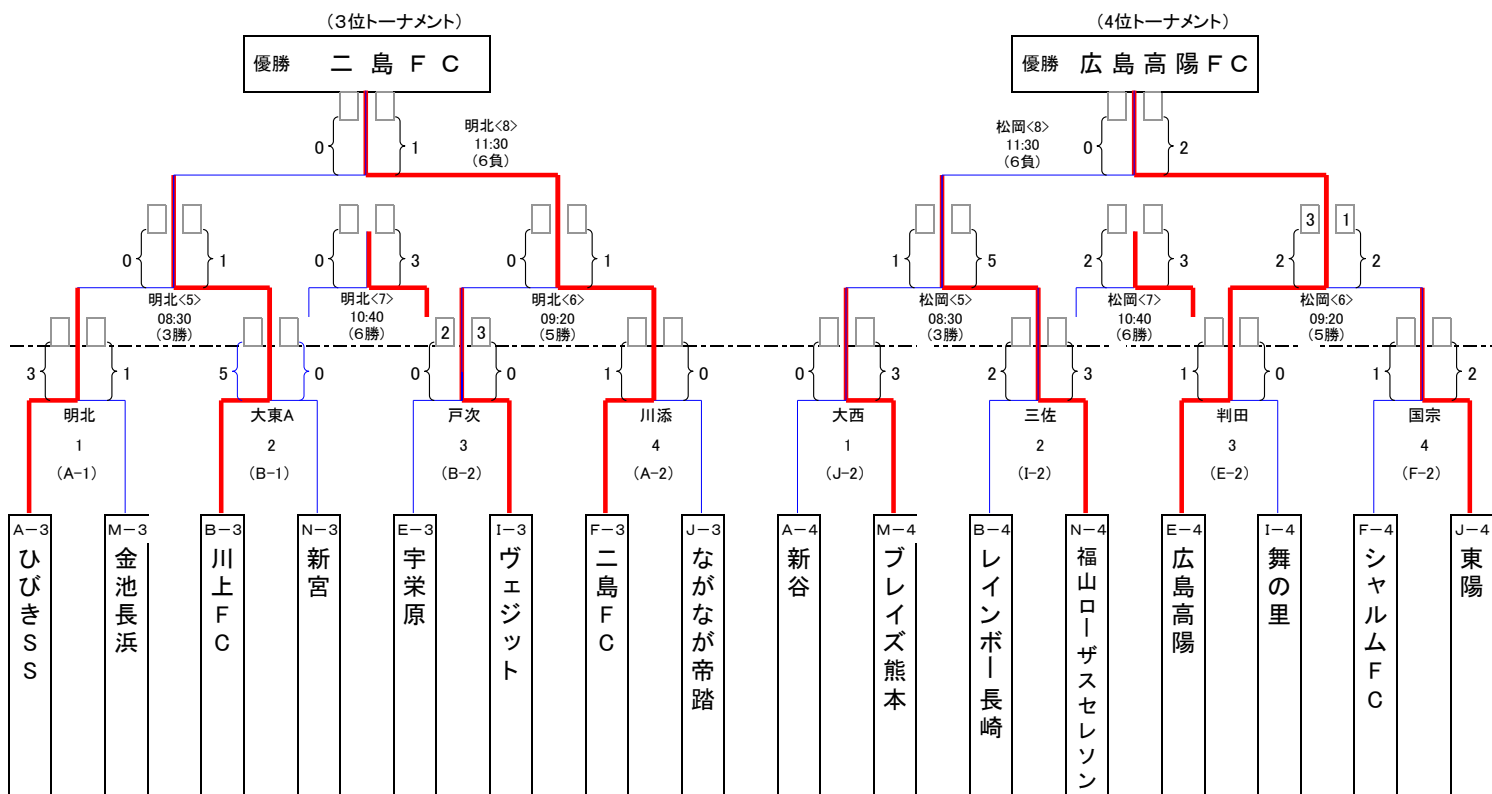 （３位トーナメント）
優勝 二 島 Ｆ Ｃ
明北<8>
11:30
（６負）
0 1
0 1
0 3
0 1
明北<5>
08:30
（３勝）
明北<7>
10:40
（６勝）
明北<6>
09:20
（５勝）
2 3
3 1
5 0
0 0
1 0
明北
1
（A-1）
大東A
2
（B-1）
戸次
3
（B-2）
川添
4
（A-2）
Ａ－３
ひびきＳＳ
Ｍ－３
金池長浜
Ｂ－３
川上ＦＣ
Ｎ－３
新宮
Ｅ－３
宇栄原
Ｉ－３
ヴェジット
Ｆ－３
二島ＦＣ
Ｊ－３
ながなが帝踏
（４位トーナメント）
優勝 広 島 高 陽 Ｆ Ｃ
松岡<8>
11:30
（６負）
0 2
3 1
1 5
2 3
2 2
松岡<5>
08:30
（３勝）
松岡<7>
10:40
（６勝）
松岡<6>
09:20
（５勝）
0 3
2 3
1 0
1 2
大西
1
（J-2）
三佐
2
（I-2）
判田
3
（E-2）
国宗
4
（F-2）
Ａ－４
新谷
Ｍ－４
ブレイズ熊本
Ｂ－４
レインボー長崎
Ｎ－４
福山ローザスセレソン
Ｅ－４
広島高陽
Ｉ－４
舞の里
Ｆ－４
シャルムＦＣ
Ｊ－４
東陽